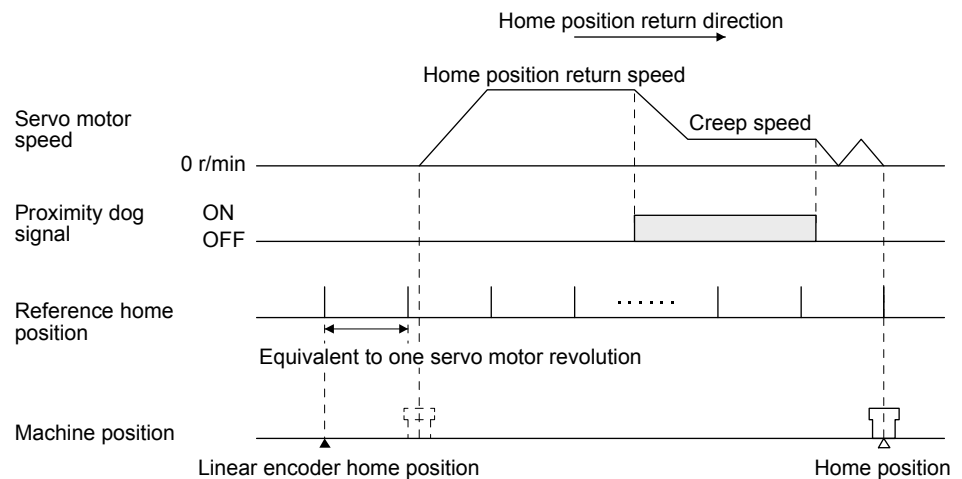 Home position return direction
Home position return speed
Servo motor
speed
Creep speed
0 r/min
Proximity dog
signal
ON
OFF
Reference home
position
Equivalent to one servo motor revolution
Machine position
Linear encoder home position
Home position